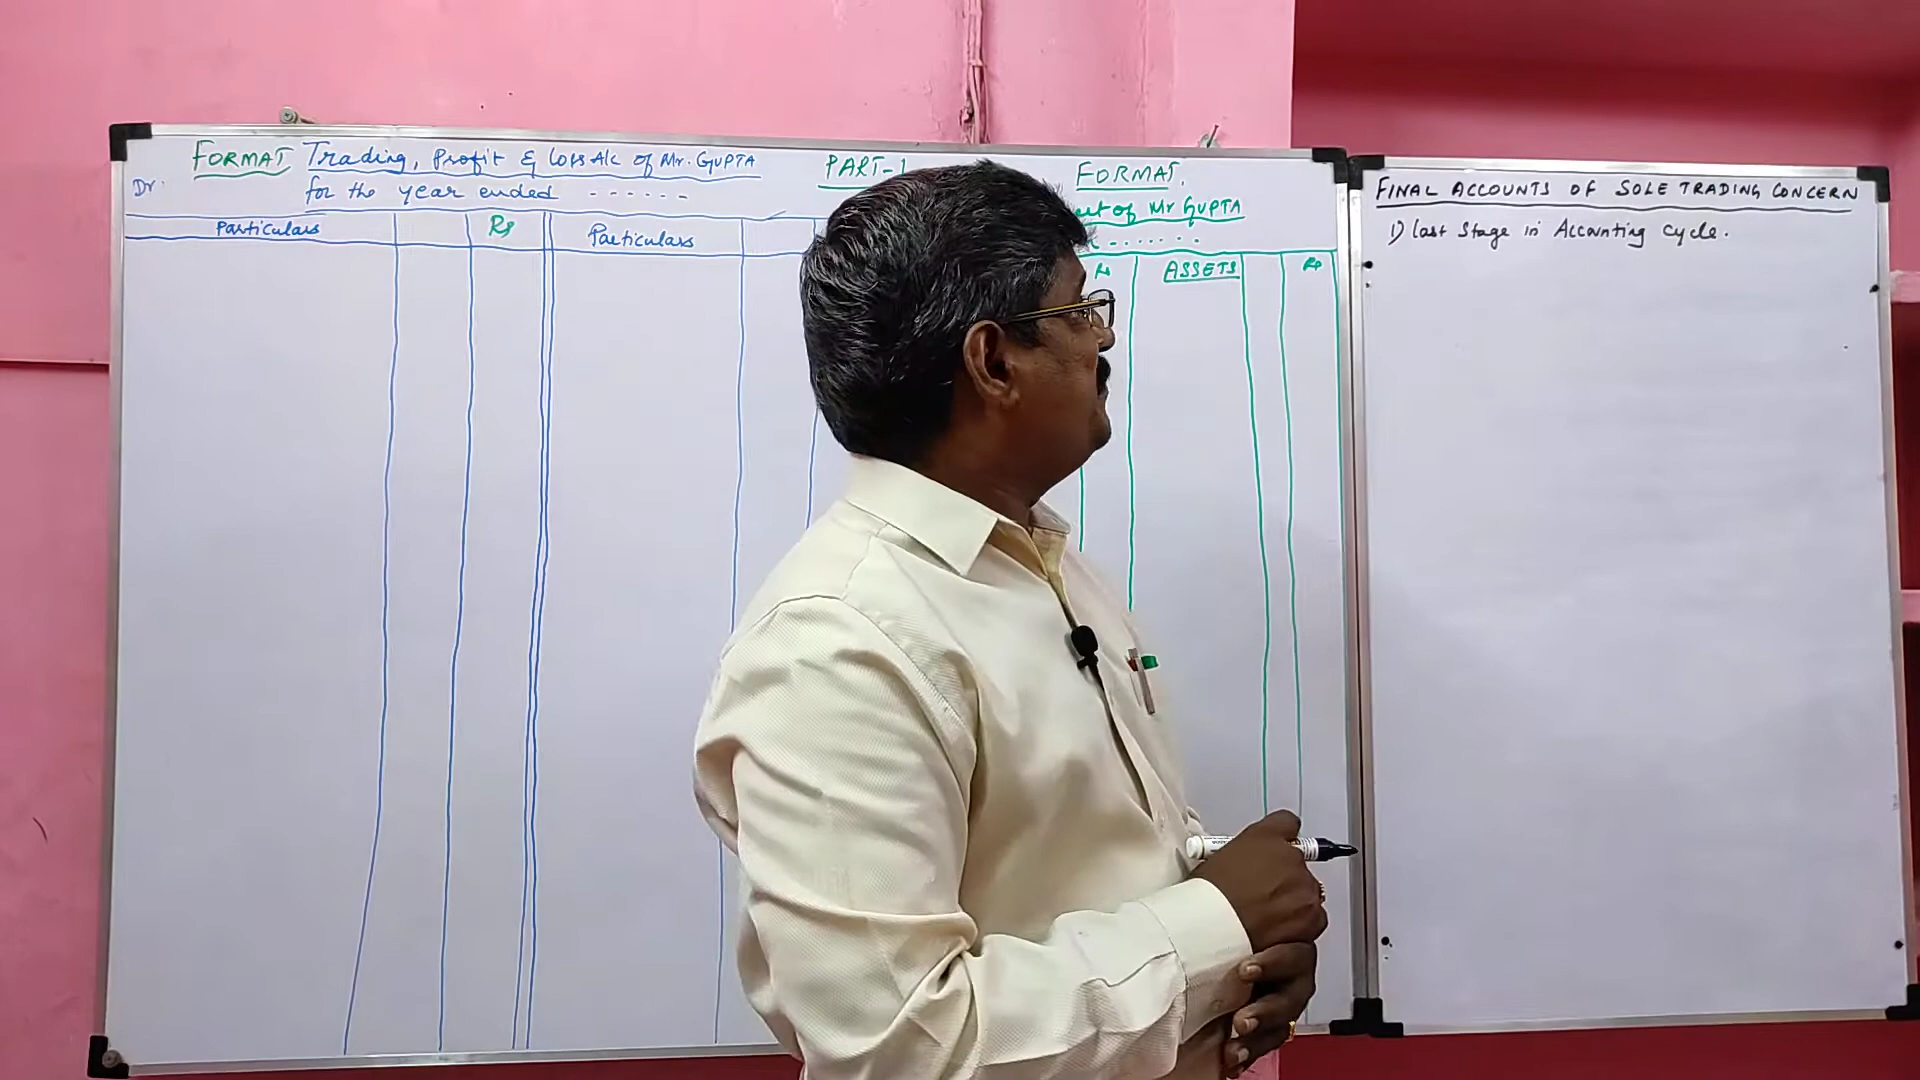 FORMAT Trading, Profit & Loss A/c of Mr. GUPTA
Dr. for the year ended ------
Particulars Rs Particulars
PART-1
FORMAT
of Mr GUPTA
Rs ASSETS Rs
FINAL ACCOUNTS OF SOLE TRADING CONCERN
1) Last Stage in Accounting Cycle.